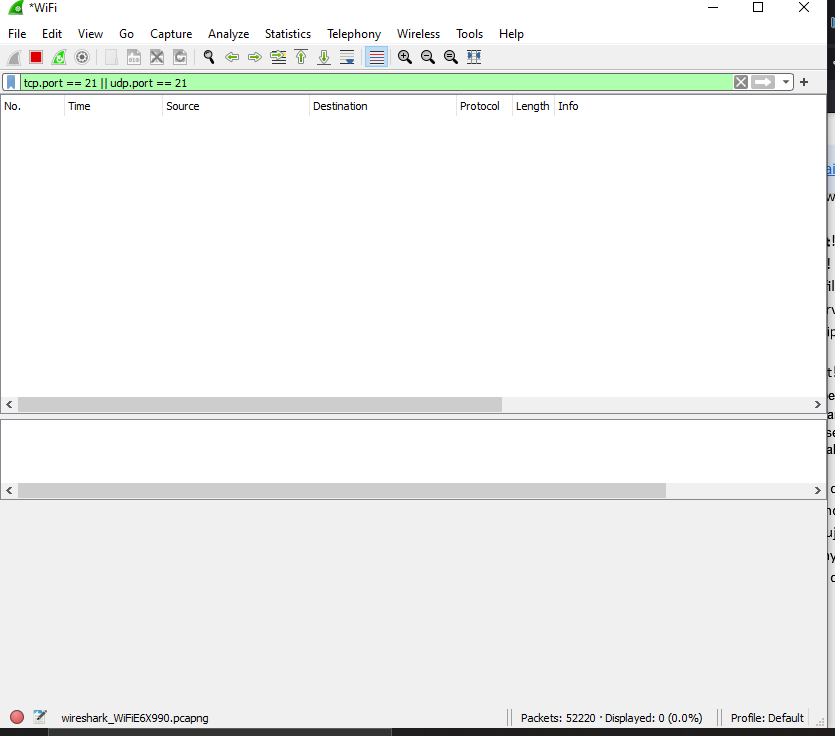 *WiFi
File Edit View Go Capture Analyze Statistics Telephony Wireless Tools Help
tcp.port == 21 || udp.port == 21
No. Time Source Destination Protocol Length Info
wireshark_WiFiE6X990.pcapng Packets: 52220 · Displayed: 0 (0.0%) Profile: Default